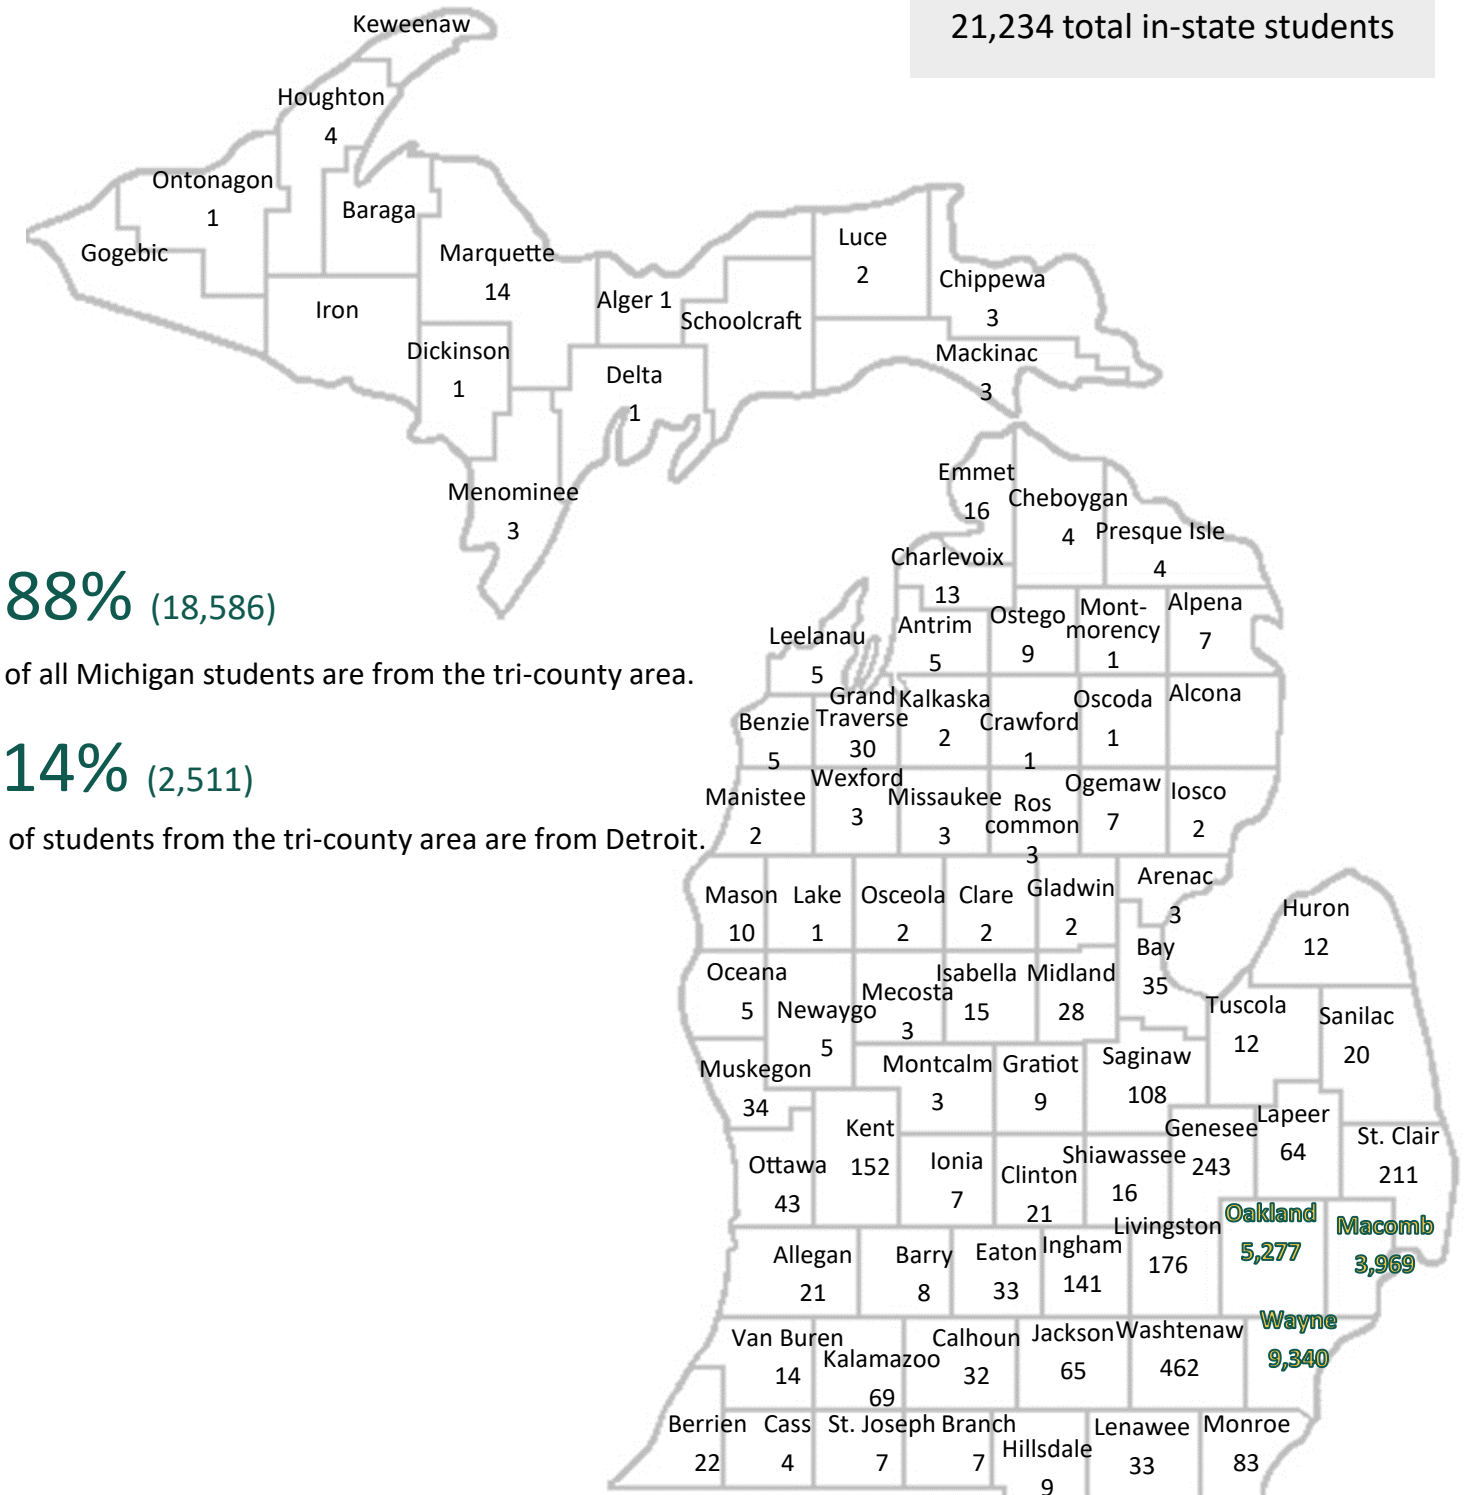 21,234 total in-state students
Keweenaw
Houghton
4
Ontonagon
1
Baraga
Gogebic
Marquette
14
Iron
Alger 1
Schoolcraft
Luce
2
Chippewa
3
Mackinac
3
Dickinson
1
Delta
1
Menominee
3
88% (18,586)
of all Michigan students are from the tri-county area.
14% (2,511)
of students from the tri-county area are from Detroit.
Emmet
16
Cheboygan
4
Presque Isle
4
Charlevoix
13
Leelanau
5
Antrim
5
Ostego
9
Mont-
morency
1
Alpena
7
Benzie
5
Grand
Traverse
30
Kalkaska
2
Crawford
1
Oscoda
1
Alcona
Manistee
2
Wexford
3
Missaukee
3
Ros
common
3
Ogemaw
7
Iosco
2
Mason
10
Lake
1
Osceola
2
Clare
2
Gladwin
2
Arenac
3
Huron
12
Bay
35
Oceana
5
Newaygo
5
Mecosta
3
Isabella
15
Midland
28
Tuscola
12
Sanilac
20
Muskegon
34
Montcalm
3
Gratiot
9
Saginaw
108
Kent
152
Genesee
243
Lapeer
64
St. Clair
211
Ottawa
43
Ionia
7
Clinton
21
Shiawassee
16
Livingston
176
Oakland
5,277
Macomb
3,969
Allegan
21
Barry
8
Eaton
33
Ingham
141
Wayne
9,340
Van Buren
14
Kalamazoo
69
Calhoun
32
Jackson
65
Washtenaw
462
Berrien
22
Cass
4
St. Joseph
7
Branch
7
Hillsdale
9
Lenawee
33
Monroe
83